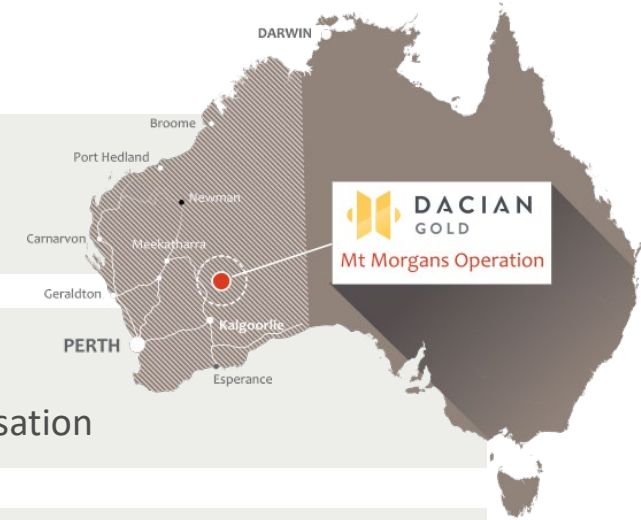 DARWIN
Broome
Port Hedland
Newman
DACIAN
GOLD
Mt Morgans Operation
Carnarvon
Meekatharra
Geraldton
Kalgoorlie
PERTH
Esperance
sation